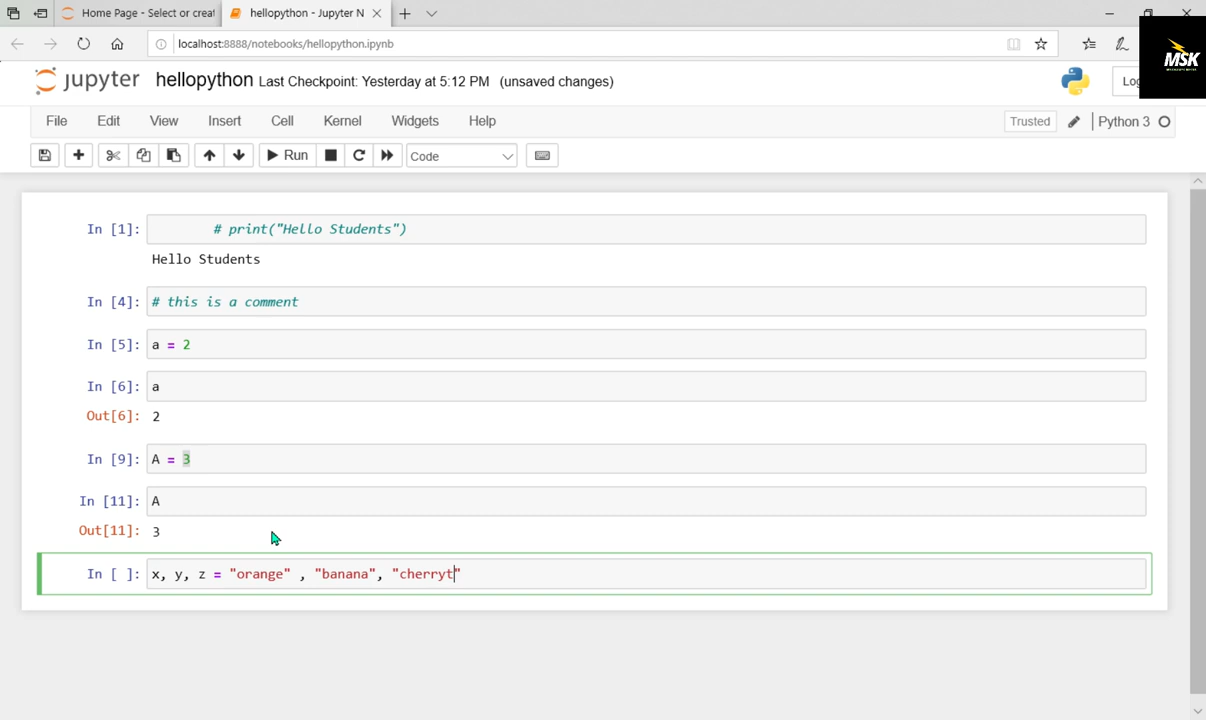 Home Page - Select or creat
hellopython - Jupyter N
localhost:8888/notebooks/hellopython.ipynb
MSK
jupyter hellopython Last Checkpoint: Yesterday at 5:12 PM (unsaved changes)
File Edit View Insert Cell Kernel Widgets Help
Trusted Python 3
Run Code
In [1]: # print("Hello Students")
Hello Students
In [4]: # this is a comment
In [5]: a = 2
In [6]: a
Out[6]: 2
In [9]: A = 3
In [11]: A
Out[11]: 3
In [ ]: x, y, z = "orange" , "banana", "cherryt"